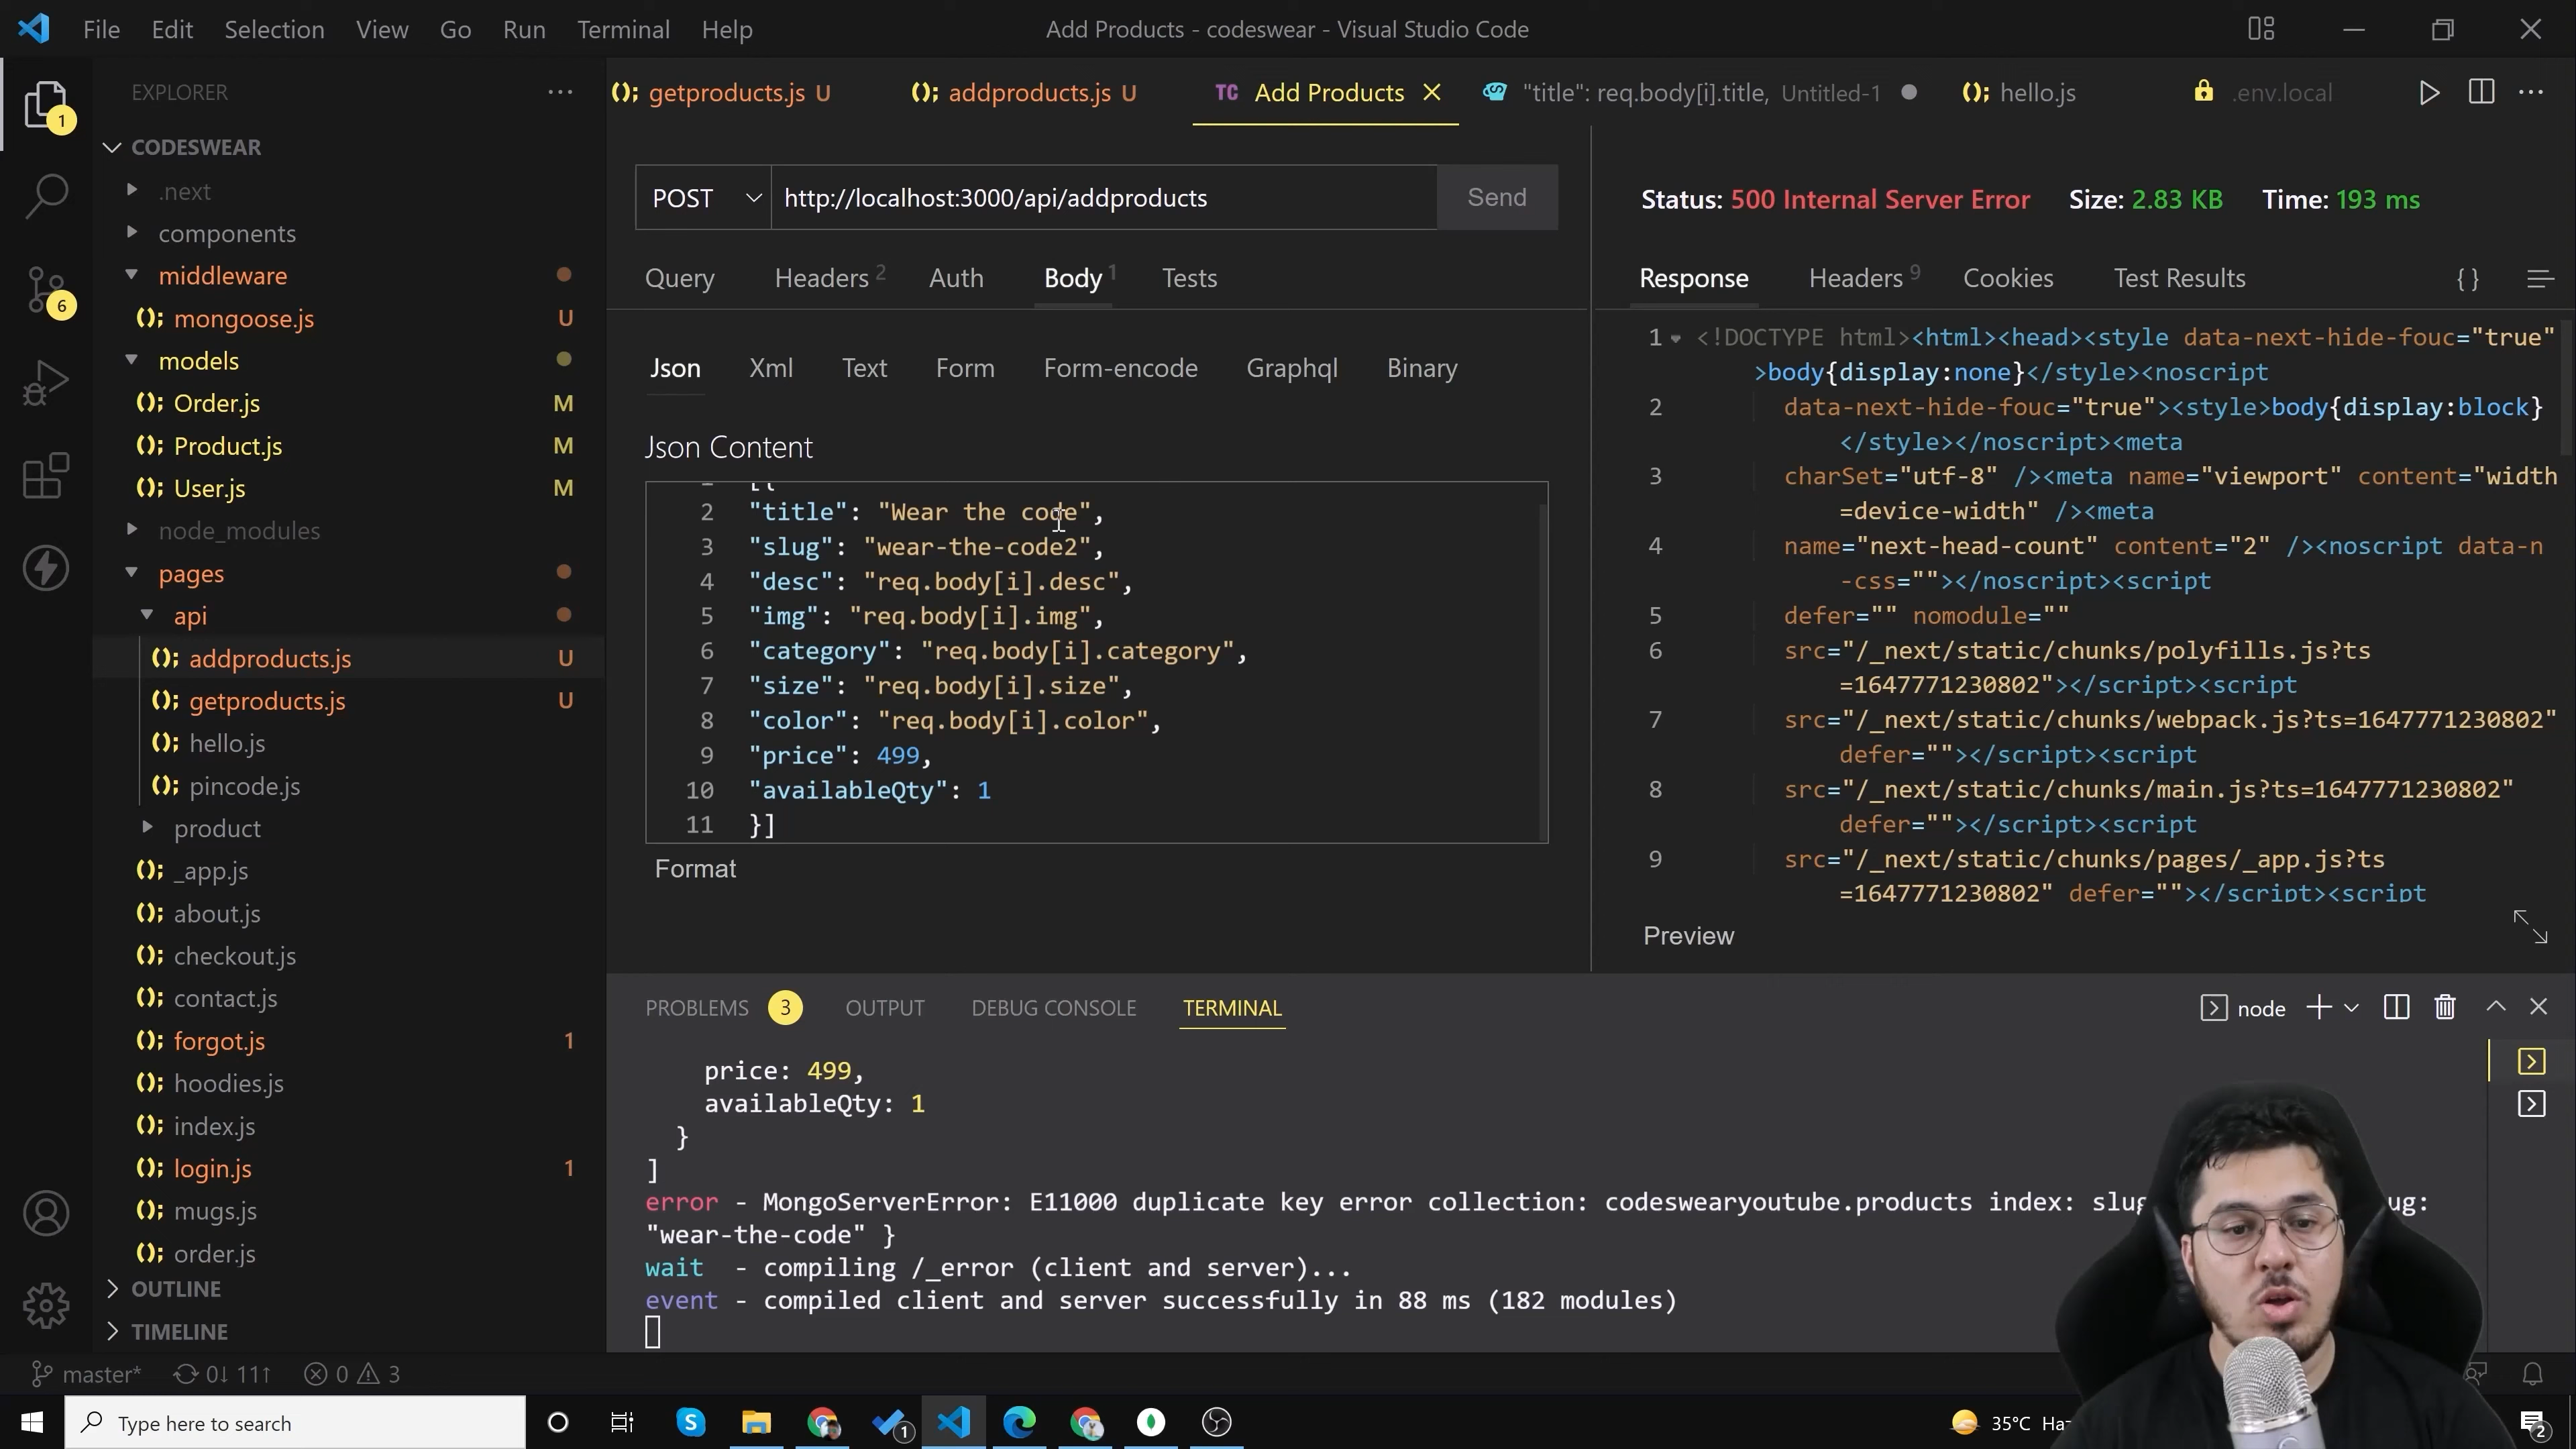 File Edit Selection View Go Run Terminal Help
Add Products - codeswear - Visual Studio Code
EXPLORER
getproducts.js U
addproducts.js U
TC Add Products
"title": req.body[i].title, Untitled-1
hello.js
.env.local
1
6
CODESWEAR
.next
components
middleware
mongoose.js U
models
Order.js M
Product.js M
User.js M
node_modules
pages
api
addproducts.js U
getproducts.js U
hello.js
pincode.js
product
_app.js
about.js
checkout.js
contact.js
forgot.js 1
hoodies.js
index.js
login.js 1
mugs.js
order.js
OUTLINE
TIMELINE
POST http://localhost:3000/api/addproducts Send
Query Headers 2 Auth Body 1 Tests
Json Xml Text Form Form-encode Graphql Binary
Json Content
1 [{
2 "title": "Wear the code",
3 "slug": "wear-the-code2",
4 "desc": "req.body[i].desc",
5 "img": "req.body[i].img",
6 "category": "req.body[i].category",
7 "size": "req.body[i].size",
8 "color": "req.body[i].color",
9 "price": 499,
10 "availableQty": 1
11 }]
Format
Status: 500 Internal Server Error Size: 2.83 KB Time: 193 ms
Response Headers 9 Cookies Test Results { }
1 <!DOCTYPE html><html><head><style data-next-hide-fouc="true"
>body{display:none}</style><noscript
2 data-next-hide-fouc="true"><style>body{display:block}
</style></noscript><meta
3 charSet="utf-8" /><meta name="viewport" content="width
=device-width" /><meta
4 name="next-head-count" content="2" /><noscript data-n
-css=""></noscript><script
5 defer="" nomodule=""
6 src="/_next/static/chunks/polyfills.js?ts
=1647771230802"></script><script
7 src="/_next/static/chunks/webpack.js?ts=1647771230802"
defer=""></script><script
8 src="/_next/static/chunks/main.js?ts=1647771230802"
defer=""></script><script
9 src="/_next/static/chunks/pages/_app.js?ts
=1647771230802" defer=""></script><script
Preview
PROBLEMS 3 OUTPUT DEBUG CONSOLE TERMINAL
node
price: 499,
availableQty: 1
}
]
error - MongoServerError: E11000 duplicate key error collection: codeswearyoutube.products index: slug ug:
"wear-the-code" }
wait - compiling /_error (client and server)...
event - compiled client and server successfully in 88 ms (182 modules)
master* 0↓ 11↑ 0 3
Type here to search
1
35°C
2